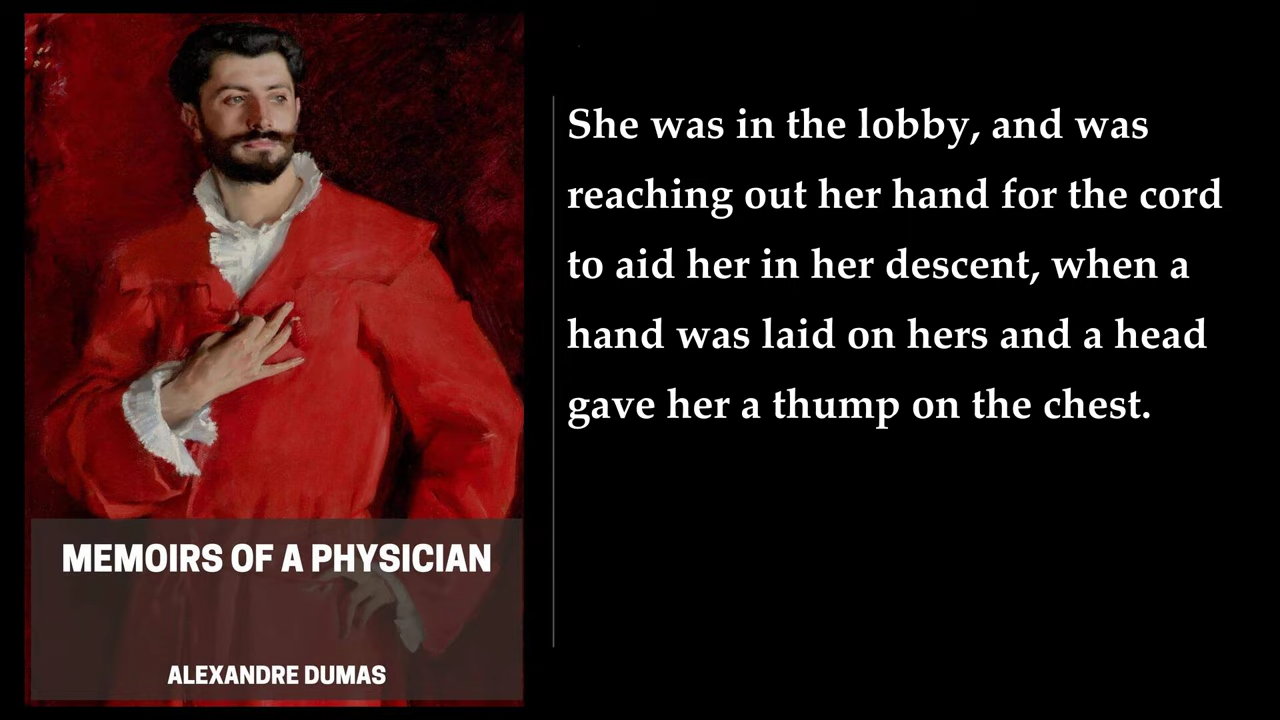 She was in the lobby, and was
reaching out her hand for the cord
to aid her in her descent, when a
hand was laid on hers and a head
gave her a thump on the chest.
MEMOIRS OF A PHYSICIAN
ALEXANDRE DUMAS